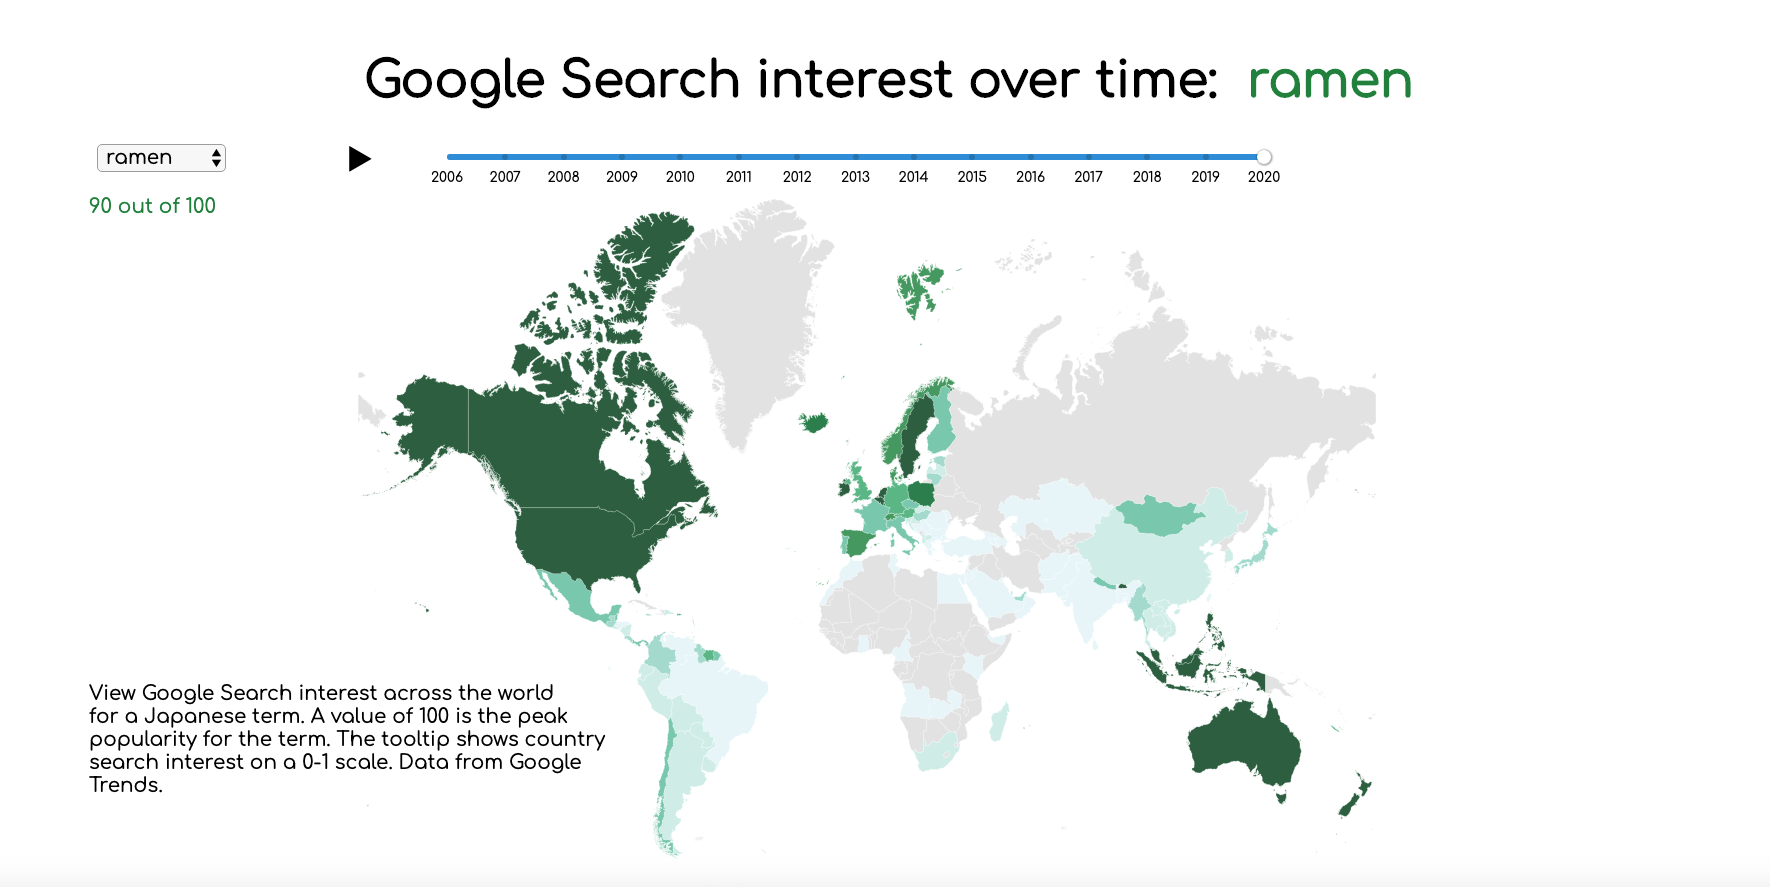 Google Search interest over time: ramen
ramen
2006 2007 2008 2009 2010 2011 2012 2013 2014 2015 2016 2017 2018 2019 2020
90 out of 100
View Google Search interest across the world
for a Japanese term. A value of 100 is the peak
popularity for the term. The tooltip shows country
search interest on a 0-1 scale. Data from Google
Trends.